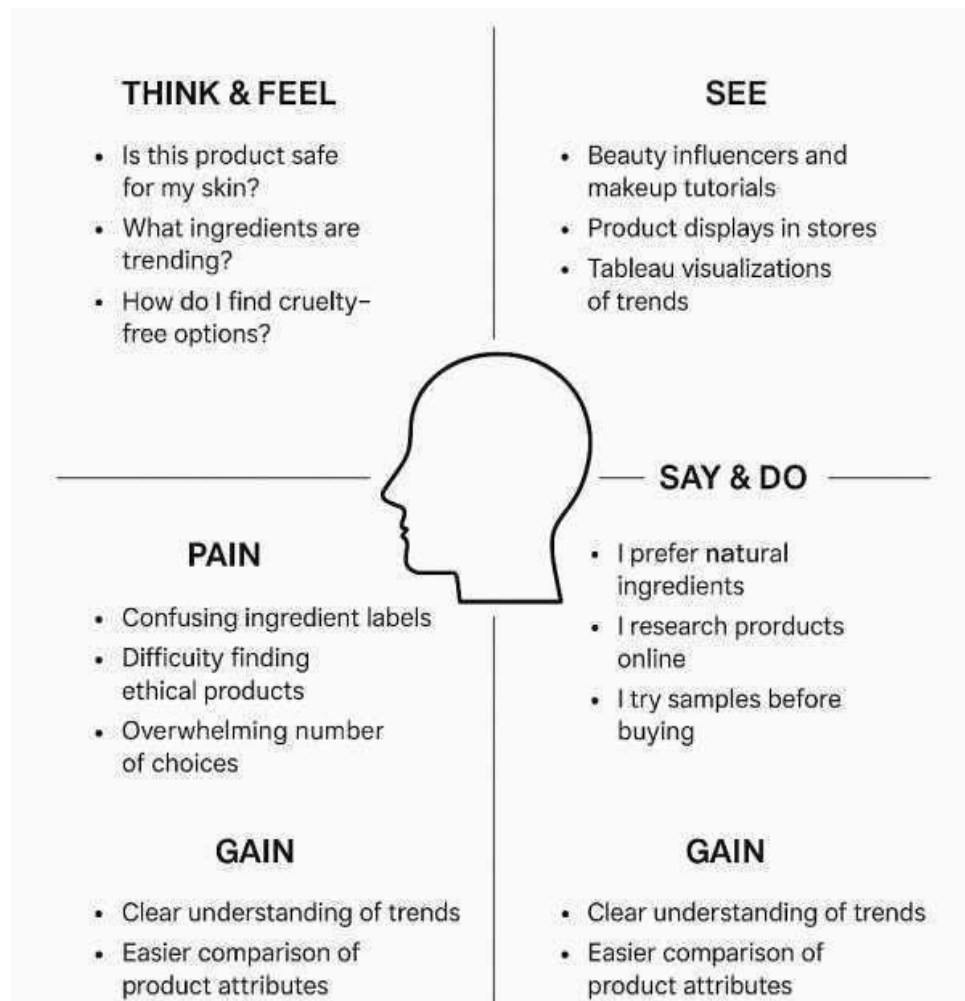 THINK & FEEL
• Is this product safe
for my skin?
• What ingredients are
trending?
• How do I find cruelty–
free options?
SEE
• Beauty influencers and
makeup tutorials
• Product displays in stores
• Tableau visualizations
of trends
PAIN
• Confusing ingredient labels
• Difficuity finding
ethical products
• Overwhelming number
of choices
SAY & DO
• I prefer natural
ingredients
• I research prorducts
online
• I try samples before
buying
GAIN
• Clear understanding of trends
• Easier comparison of
product attributes
GAIN
• Clear understanding of trends
• Easier comparison of
product attributes